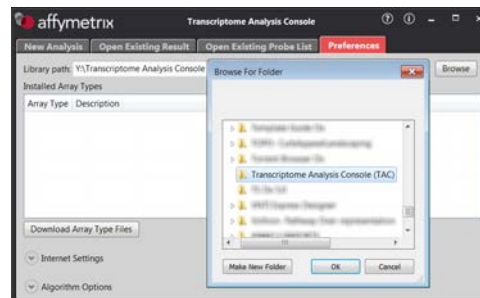 affymetrix
Transcriptome Analysis Console
New Analysis Open Existing Result Open Existing Probe List Preferences
Library path: Y:\Transcriptome Analysis Console
Browse
Installed Array Types
Array Type Description
Browse For Folder
Transcriptome Analysis Console (TAC)
Make New Folder OK Cancel
Download Array Type Files
Internet Settings
Algorithm Options